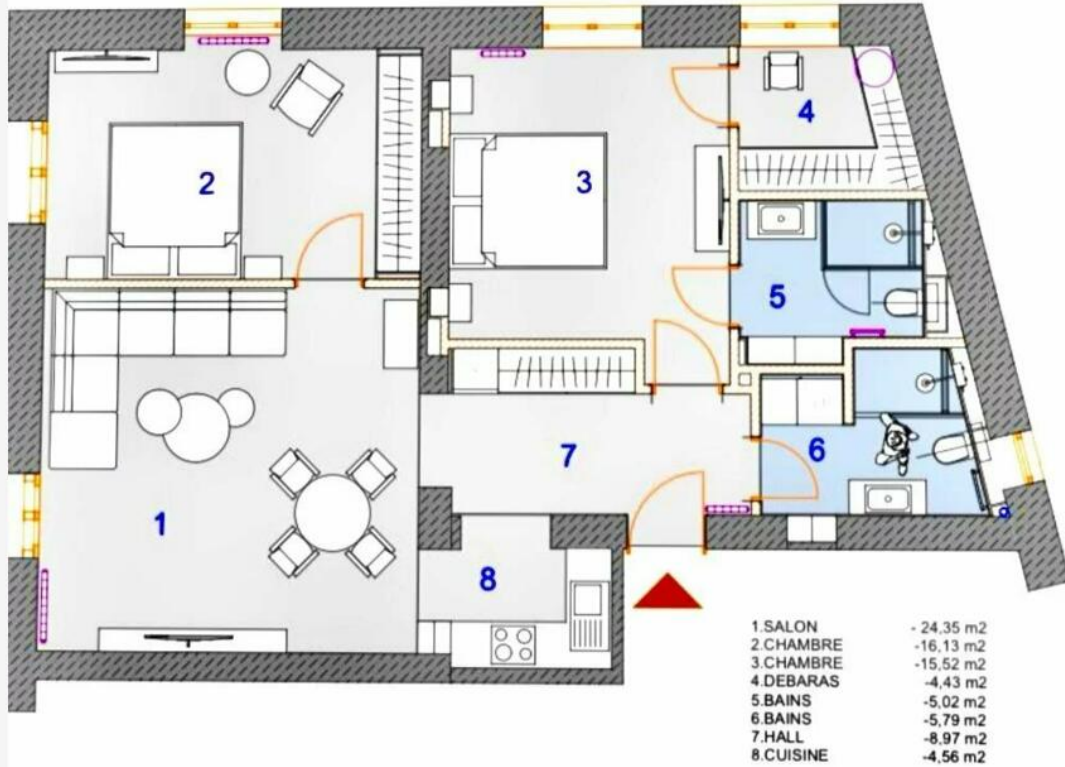 2
3
4
5
1
7
6
8
1.SALON - 24,35 m2
2.CHAMBRE -16,13 m2
3.CHAMBRE -15,52 m2
4.DEBARAS -4,43 m2
5.BAINS -5,02 m2
6.BAINS -5,79 m2
7.HALL -8,97 m2
8.CUISINE -4,56 m2